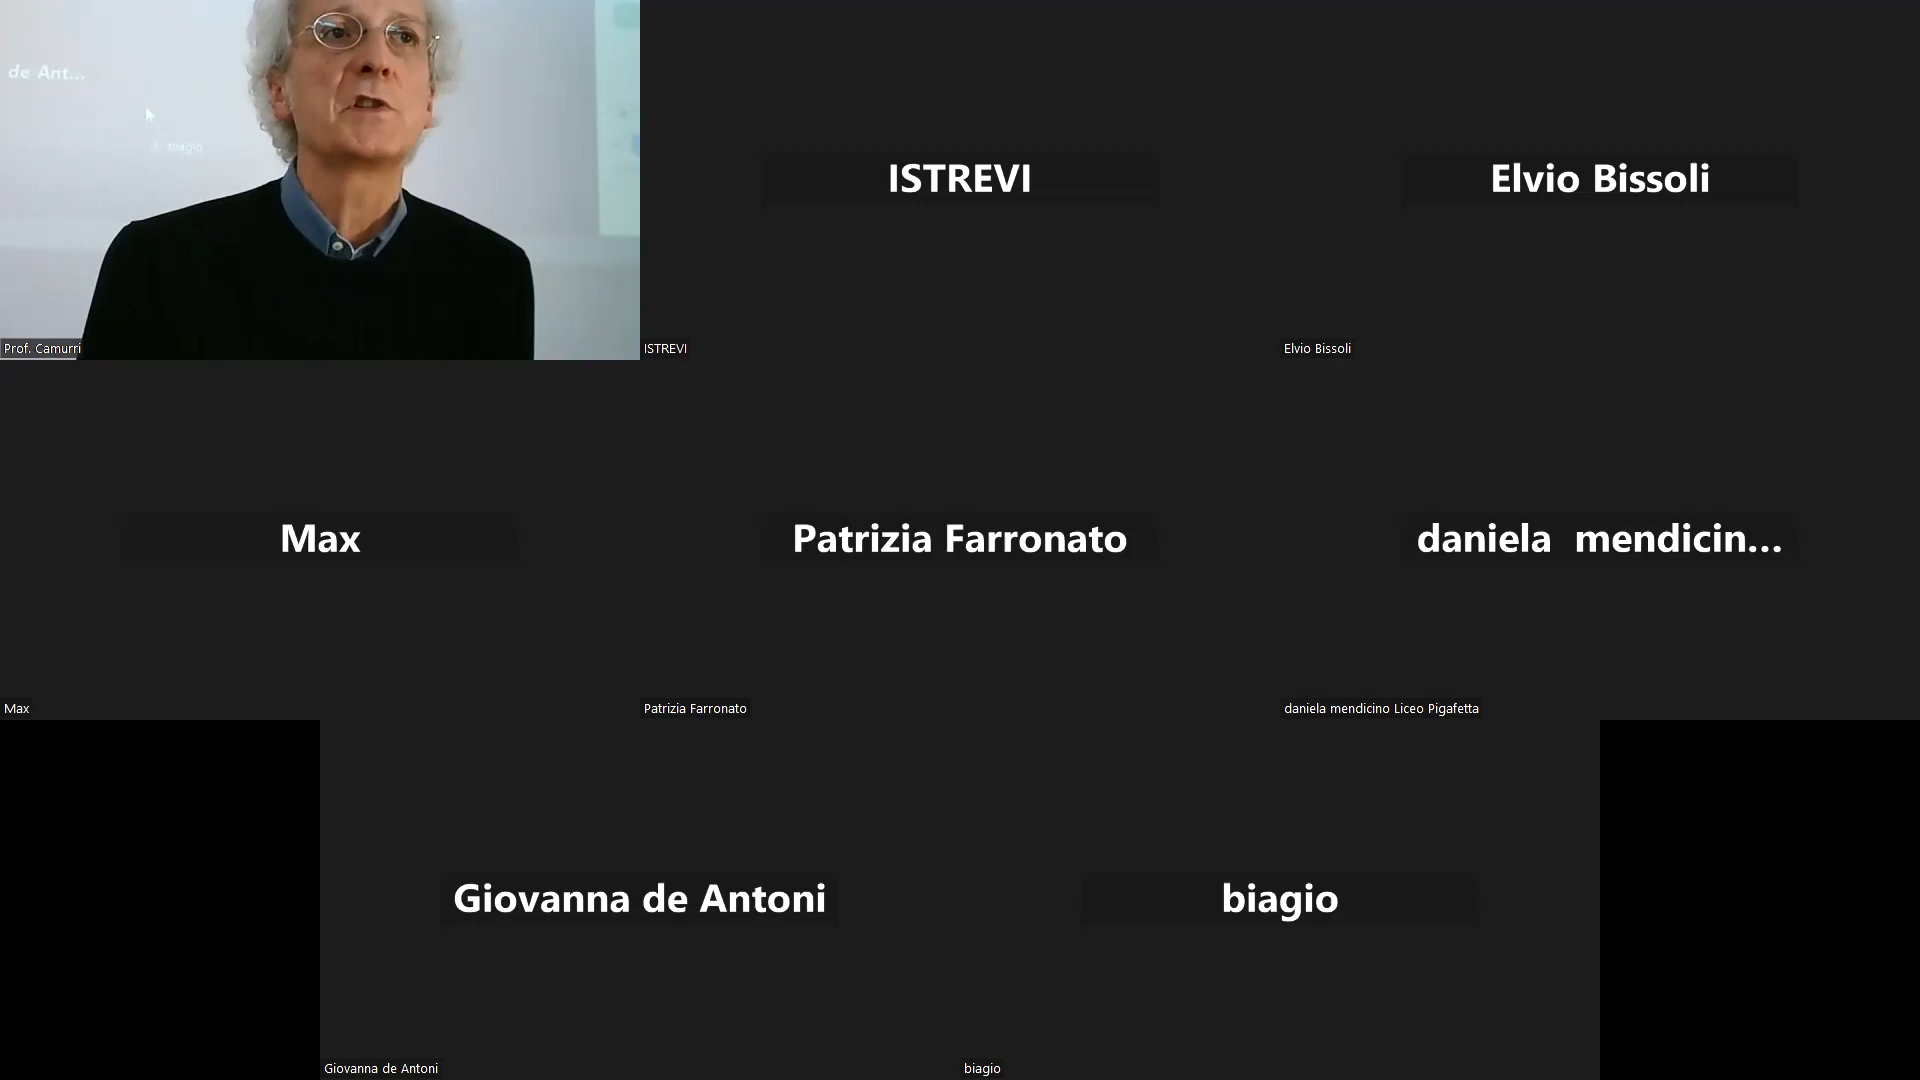 de Ant...
biagio
Prof. Camurri
ISTREVI
ISTREVI
Elvio Bissoli
Elvio Bissoli
Max
Max
Patrizia Farronato
Patrizia Farronato
daniela mendicin...
daniela mendicino Liceo Pigafetta
Giovanna de Antoni
Giovanna de Antoni
biagio
biagio